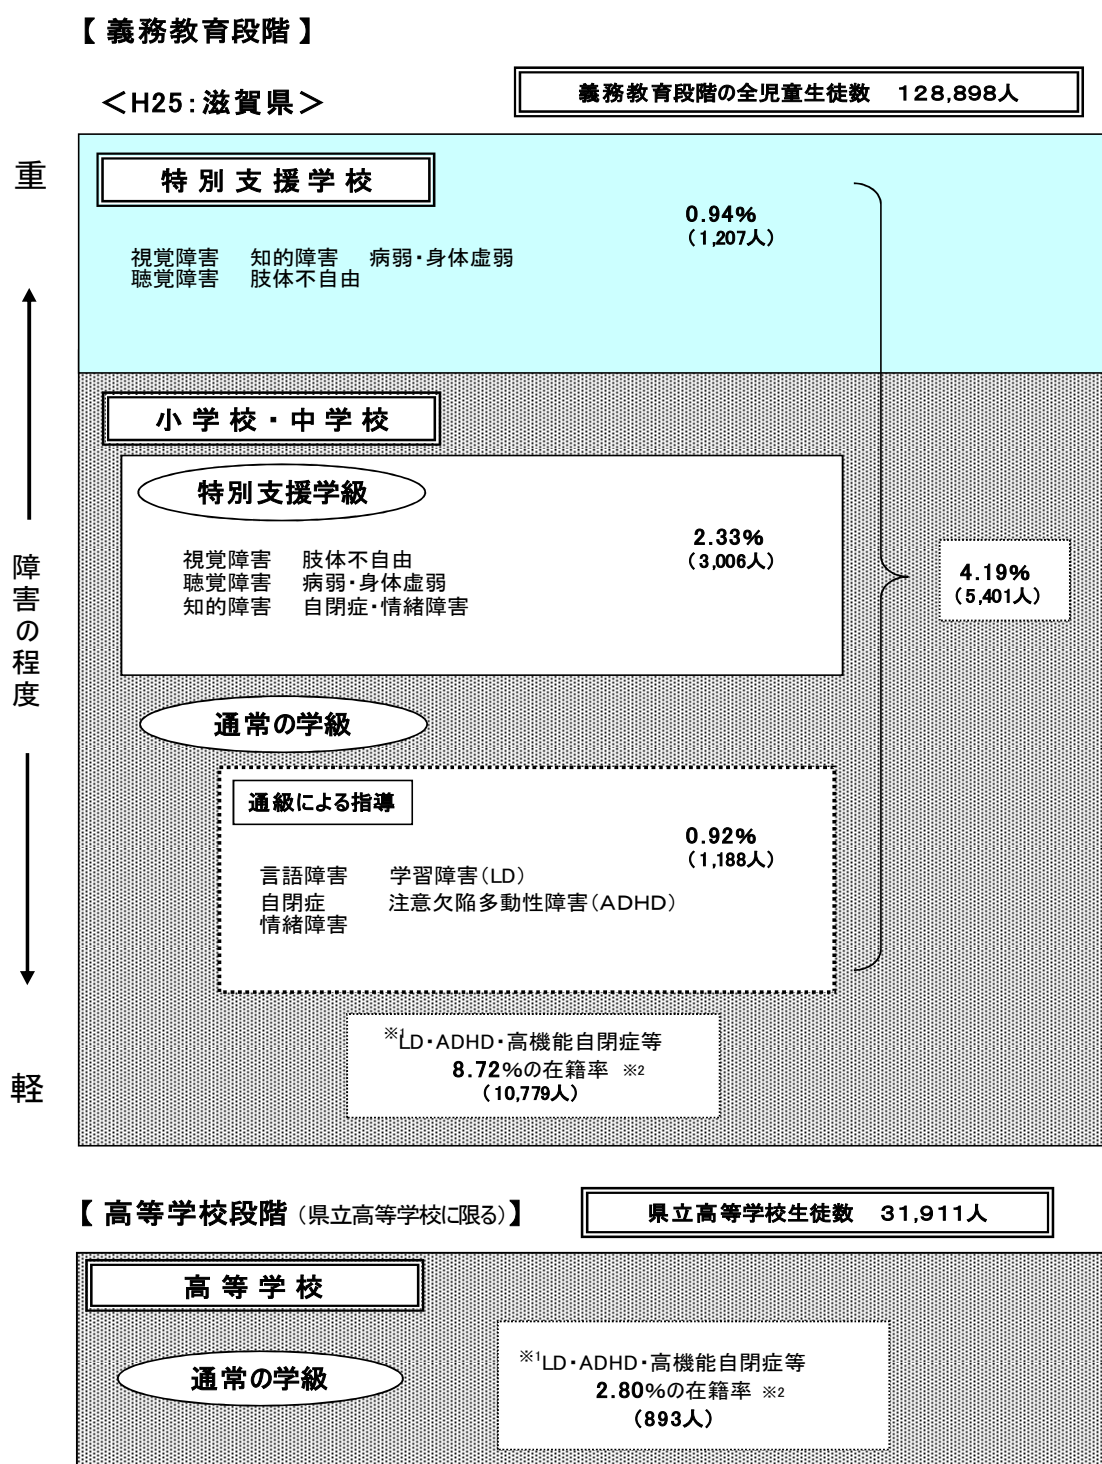 【 義務教育段階 】
＜H25：滋賀県＞
義務教育段階の全児童生徒数　128,898人
重
障害の程度
軽
特別支援学校
0.94%
（1,207人）
視覚障害　知的障害　病弱・身体虚弱
聴覚障害　肢体不自由
小学校・中学校
特別支援学級
2.33%
（3,006人）
視覚障害　肢体不自由
聴覚障害　病弱・身体虚弱
知的障害　自閉症・情緒障害
4.19%
（5,401人）
通常の学級
通級による指導
0.92%
（1,188人）
言語障害　学習障害（LD）
自閉症　注意欠陥多動性障害（ADHD）
情緒障害
※1LD・ADHD・高機能自閉症等
8.72%の在籍率 ※2
（10,779人）
【 高等学校段階（県立高等学校に限る）】
県立高等学校生徒数　31,911人
高等学校
通常の学級
※1LD・ADHD・高機能自閉症等
2.80%の在籍率 ※2
（893人）